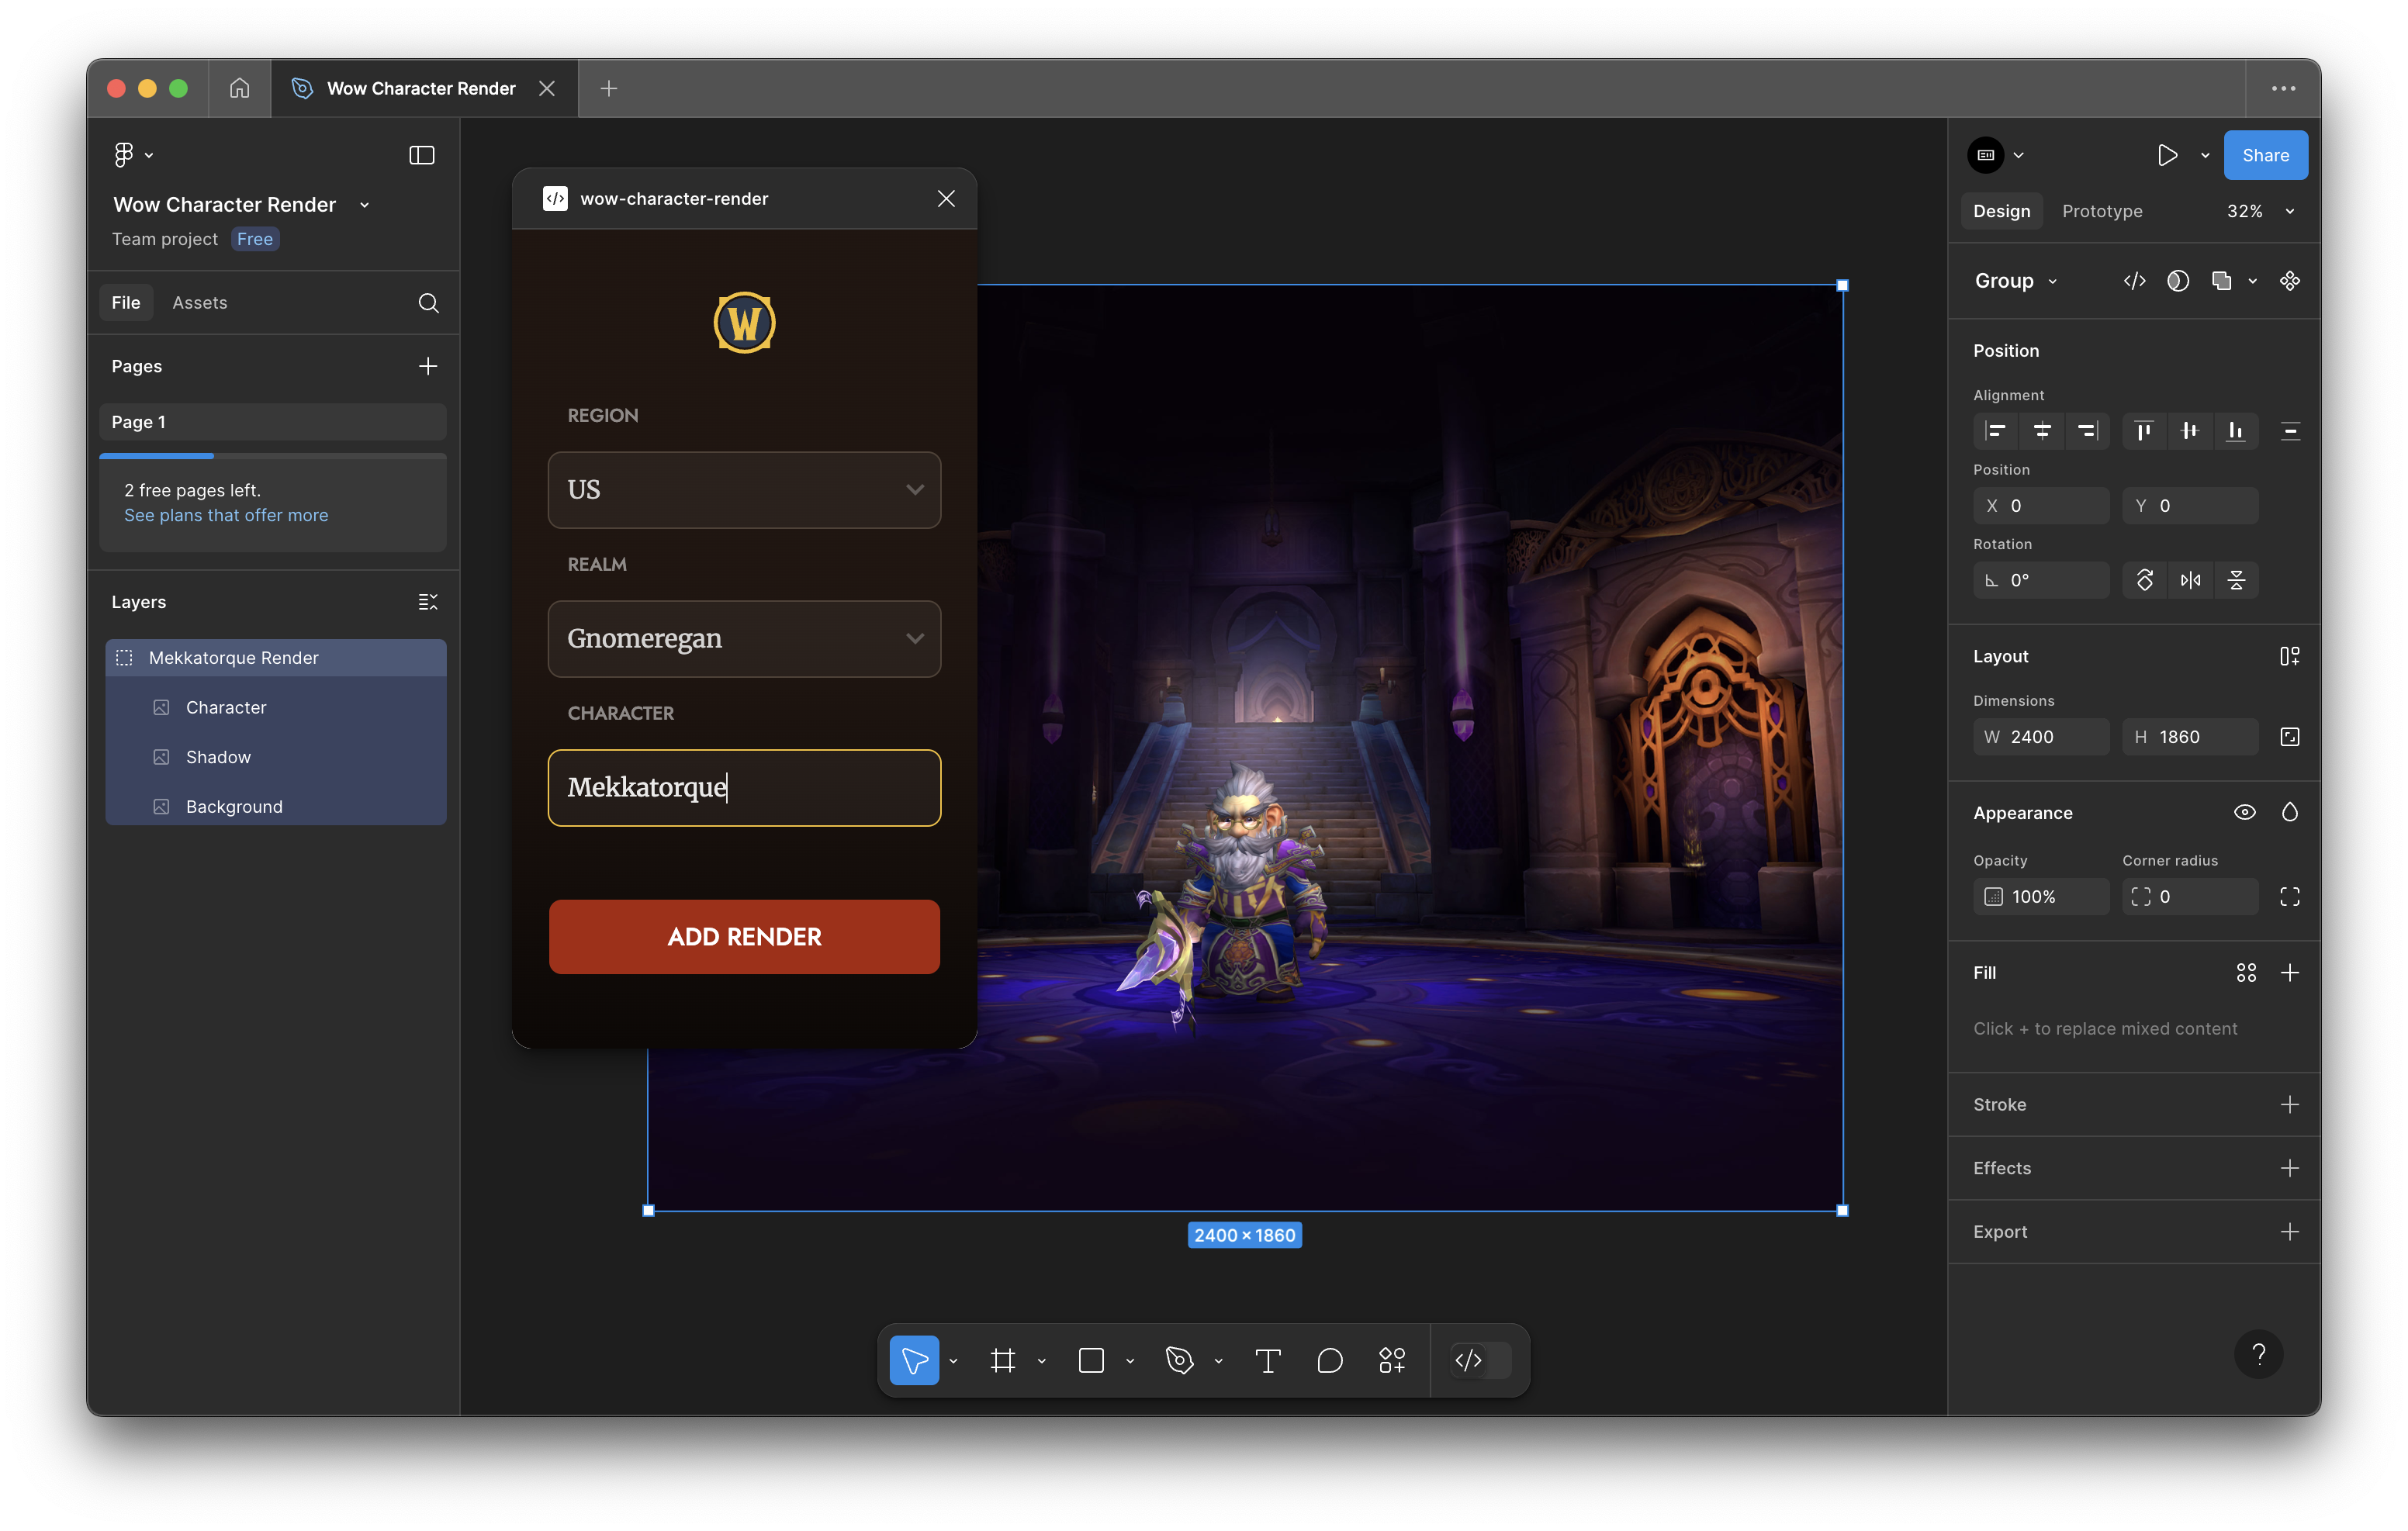 Wow Character Render
Wow Character Render
Team project Free
File Assets
Pages
Page 1
2 free pages left.
See plans that offer more
Layers
Mekkatorque Render
Character
Shadow
Background
wow-character-render
W
REGION
US
REALM
Gnomeregan
CHARACTER
Mekkatorque
ADD RENDER
2400 × 1860
Share
Design Prototype 32%
Group
Position
Alignment
Position
X 0 Y 0
Rotation
0°
Layout
Dimensions
W 2400 H 1860
Appearance
Opacity Corner radius
100% 0
Fill
Click + to replace mixed content
Stroke
Effects
Export
?